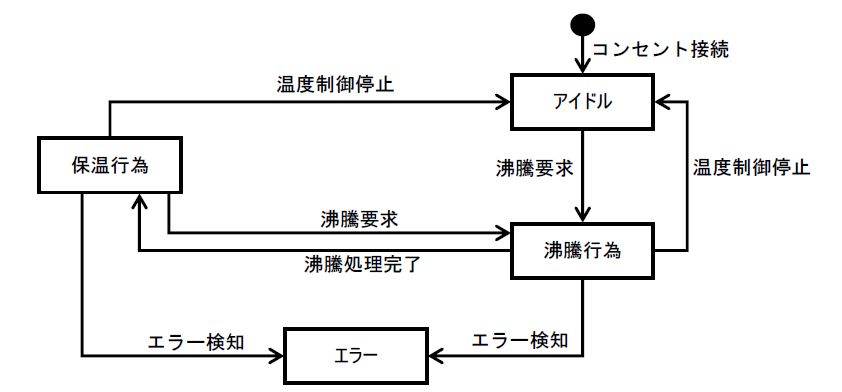 コンセント接続
温度制御停止
アイドル
保温行為
沸騰要求
温度制御停止
沸騰要求
沸騰行為
沸騰処理完了
エラー検知
エラー検知
エラー